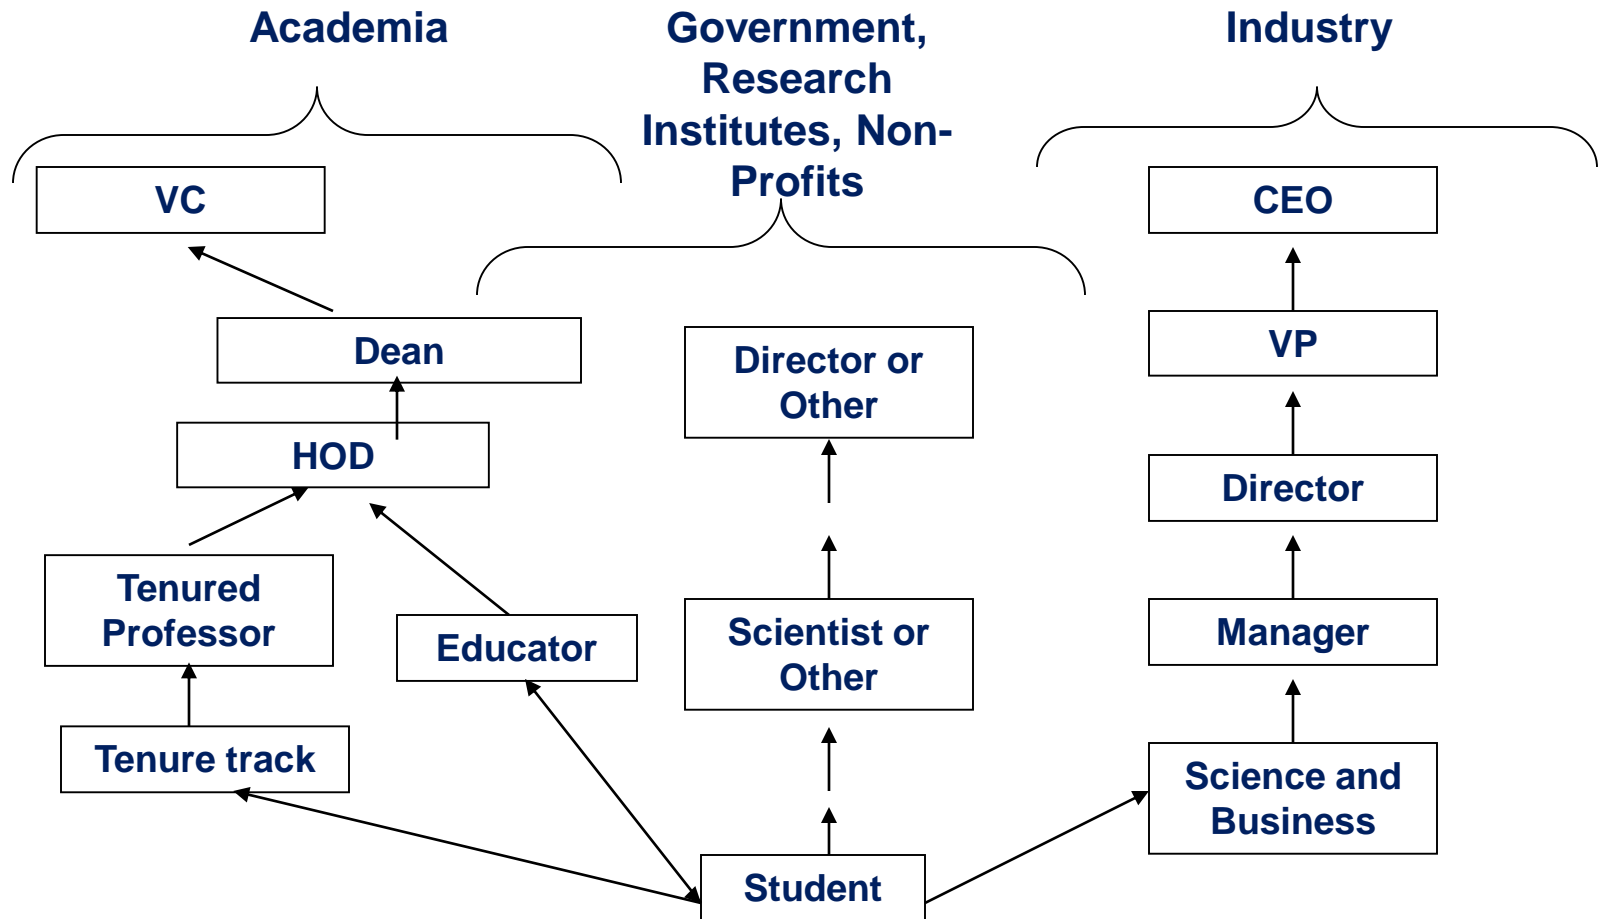 Academia
Government,
Research
Institutes, Non-
Profits
Industry
VC
CEO
Dean
Director or
Other
VP
HOD
Director
Tenured
Professor
Educator
Scientist or
Other
Manager
Tenure track
Science and
Business
Student